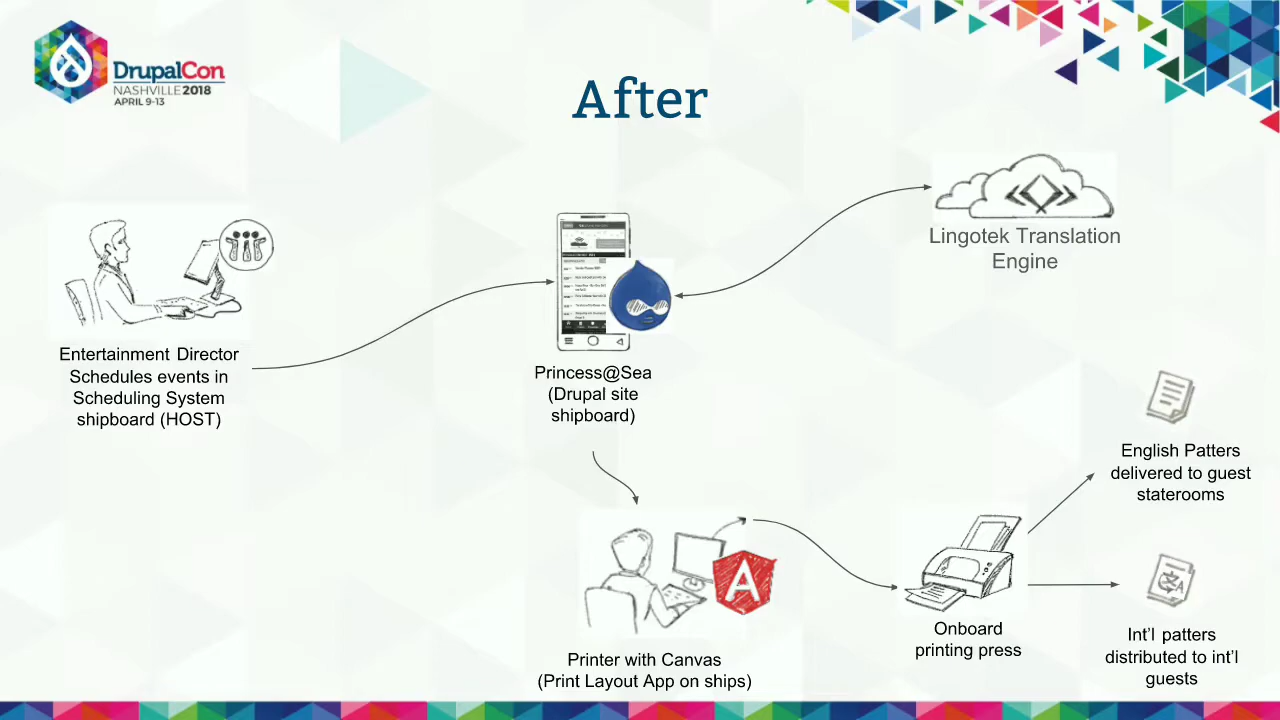 DrupalCon
NASHVILLE 2018
APRIL 9-13
After
Lingotek Translation
Engine
Entertainment Director
Schedules events in
Scheduling System
shipboard (HOST)
Princess@Sea
(Drupal site
shipboard)
English Patters
delivered to guest
staterooms
A
Printer with Canvas
(Print Layout App on ships)
Onboard
printing press
A
Int'l patters
distributed to int'l
guests